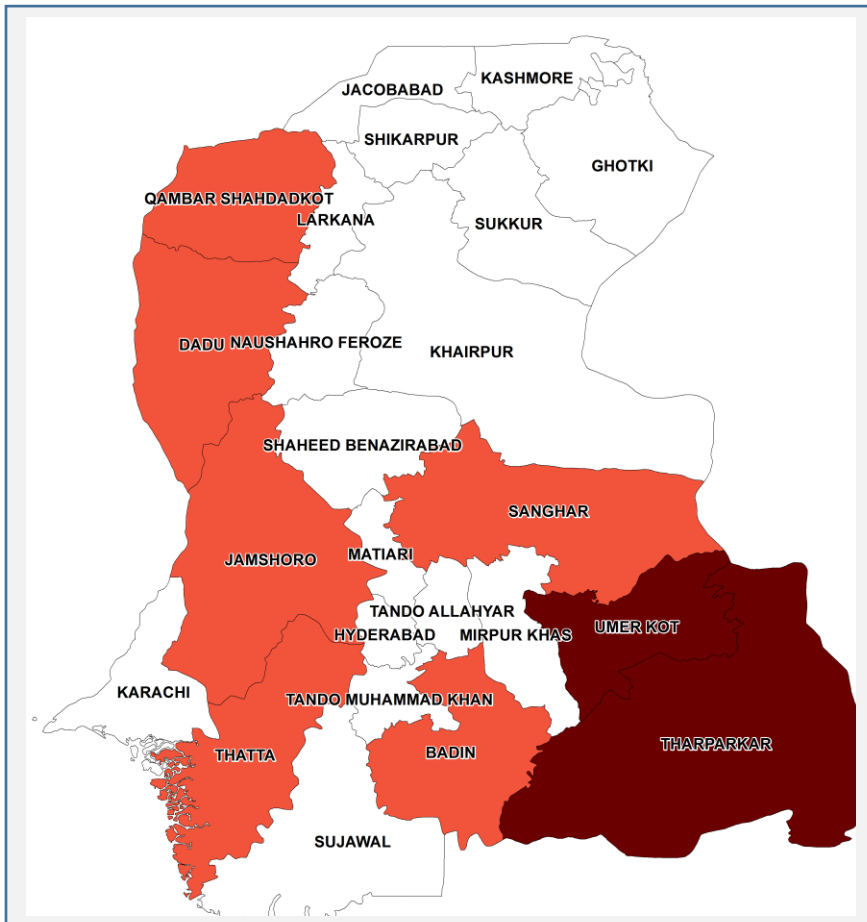 KASHMORE
JACOBABAD
SHIKARPUR
GHOTKI
QAMBAR SHAHDADKOT
LARKANA
SUKKUR
DADU
NAUSHAHRO FEROZE
KHAIRPUR
SHAHEED BENAZIRABAD
SANGHAR
MATIARI
JAMSHORO
TANDO ALLAHYAR
UMER KOT
HYDERABAD
MIRPUR KHAS
KARACHI
TANDO MUHAMMAD KHAN
THARPARKAR
THATTA
BADIN
SUJAWAL